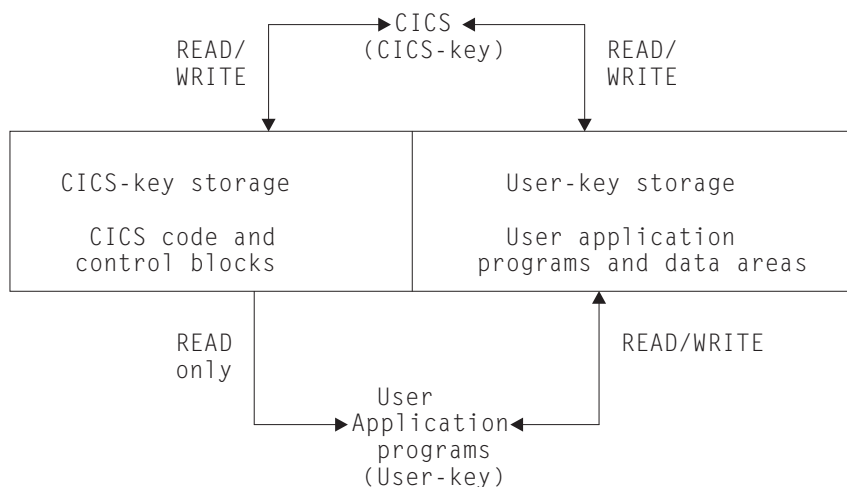 CICS
(CICS-key)
READ/
WRITE
READ/
WRITE
CICS-key storage
CICS code and
control blocks
User-key storage
User application
programs and data areas
READ
only
READ/WRITE
User
Application
programs
(User-key)